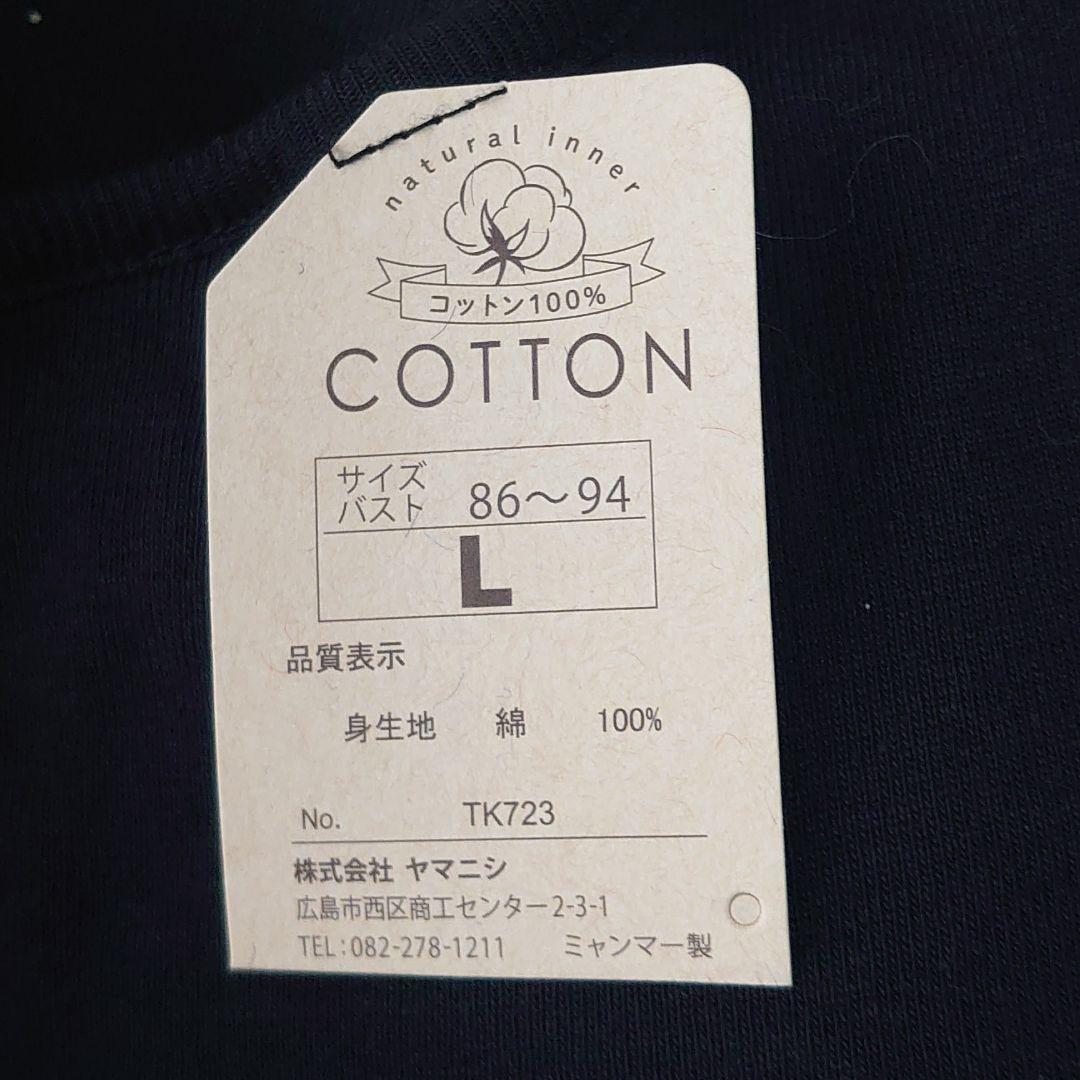 natural inner
コットン100%
COTTON
サイズ
バスト 86～94
L
品質表示
身生地 綿 100%
No. TK723
株式会社 ヤマニシ
広島市西区商工センター2-3-1
TEL:082-278-1211 ミャンマー製